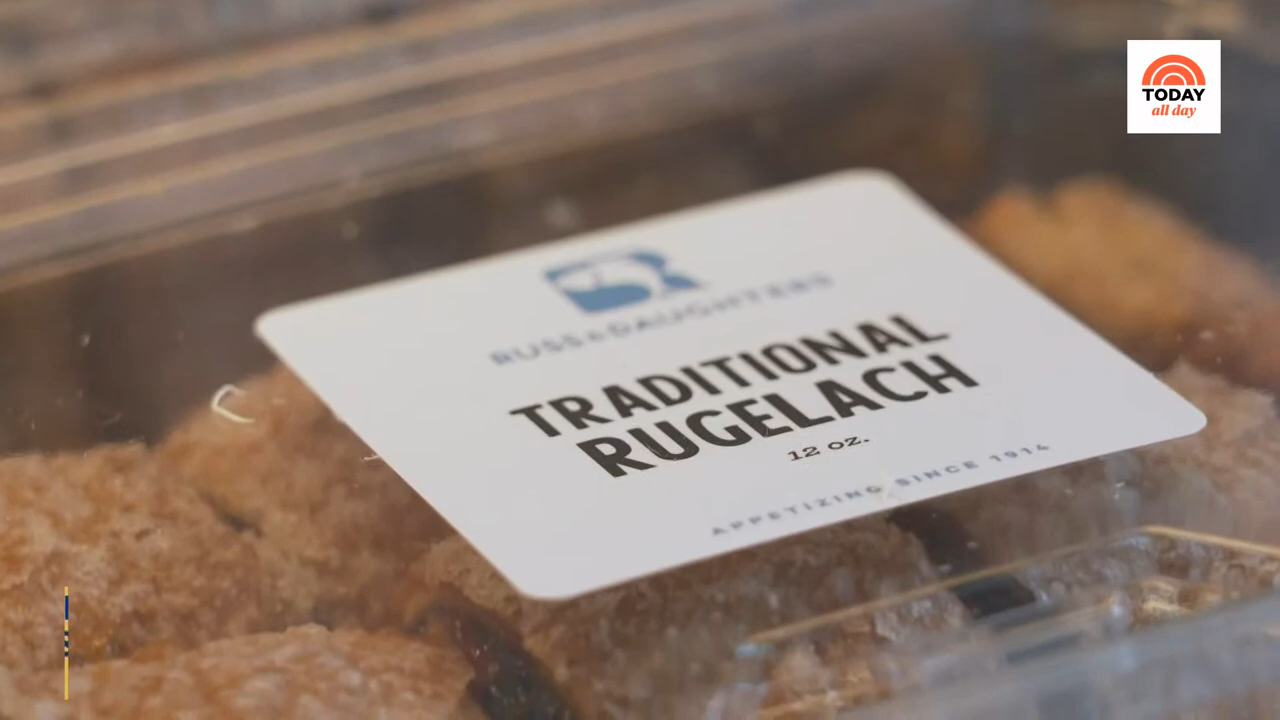 TODAY
all day
RUSS & DAUGHTERS
TRADITIONAL
RUGELACH
12 oz.
APPETIZING SINCE 1914